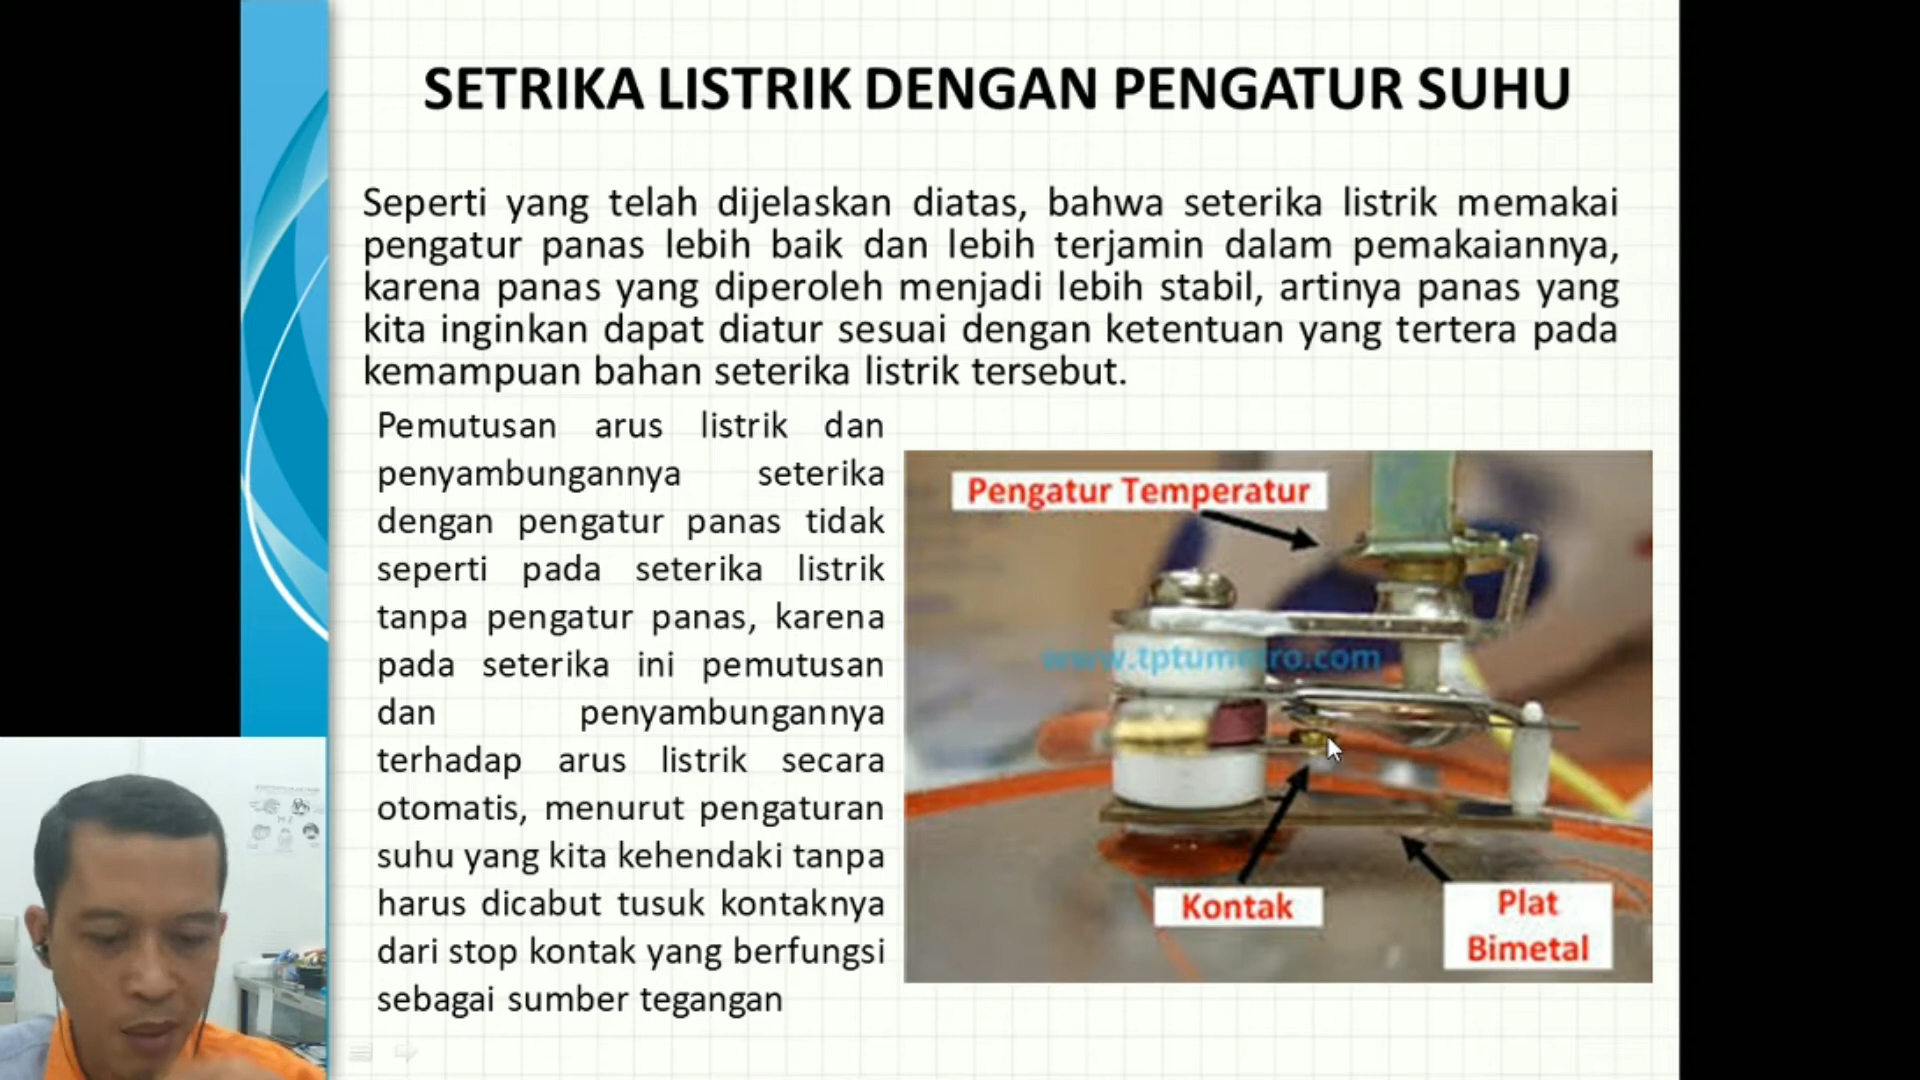 SETRIKA LISTRIK DENGAN PENGATUR SUHU
Seperti yang telah dijelaskan diatas, bahwa seterika listrik memakai
pengatur panas lebih baik dan lebih terjamin dalam pemakaiannya,
karena panas yang diperoleh menjadi lebih stabil, artinya panas yang
kita inginkan dapat diatur sesuai dengan ketentuan yang tertera pada
kemampuan bahan seterika listrik tersebut.
Pemutusan arus listrik dan
penyambungannya seterika
dengan pengatur panas tidak
seperti pada seterika listrik
tanpa pengatur panas, karena
pada seterika ini pemutusan
dan penyambungannya
terhadap arus listrik secara
otomatis, menurut pengaturan
suhu yang kita kehendaki tanpa
harus dicabut tusuk kontaknya
dari stop kontak yang berfungsi
sebagai sumber tegangan
Pengatur Temperatur
www.tptumetro.com
Kontak
Plat
Bimetal